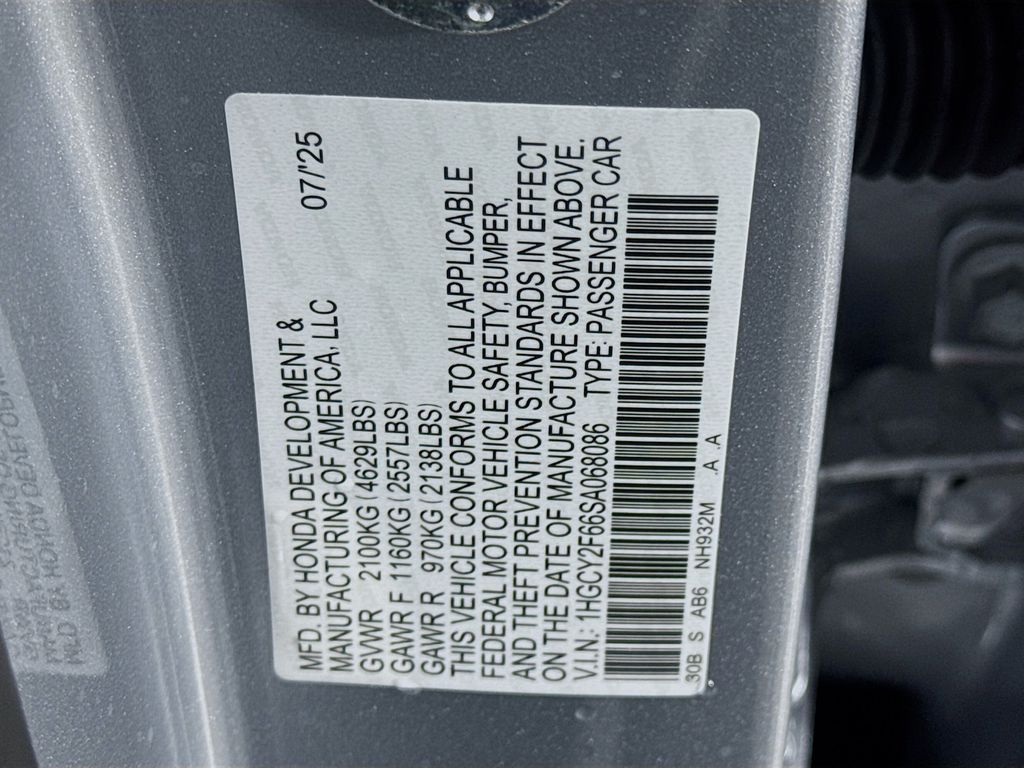 MFD. BY HONDA DEVELOPMENT & 07/'25
MANUFACTURING OF AMERICA, LLC
GVWR 2100KG (4629LBS)
GAWR F 1160KG (2557LBS)
GAWR R 970KG (2138LBS)
THIS VEHICLE CONFORMS TO ALL APPLICABLE
FEDERAL MOTOR VEHICLE SAFETY, BUMPER,
AND THEFT PREVENTION STANDARDS IN EFFECT
ON THE DATE OF MANUFACTURE SHOWN ABOVE.
V.I.N.: 1HGCY2F66SA068086 TYPE: PASSENGER CAR
30B S AB6 NH932M .A .A